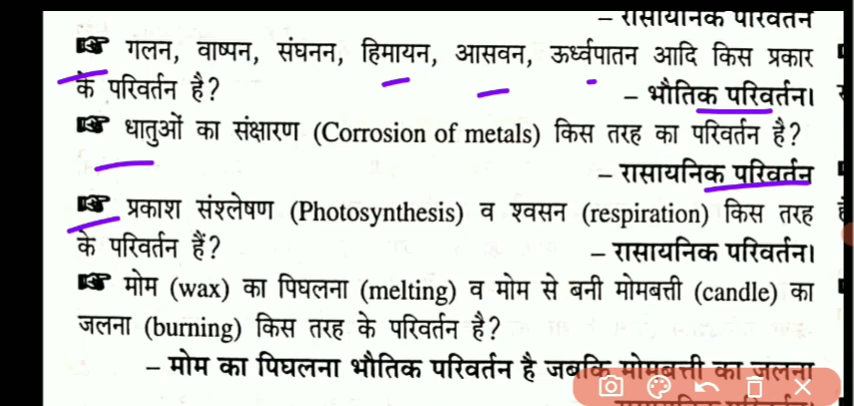 – रासायनिक परिवर्तन
☞ गलन, वाष्पन, संघनन, हिमायन, आसवन, ऊर्ध्वपातन आदि किस प्रकार
के परिवर्तन है?
– भौतिक परिवर्तन।
☞ धातुओं का संक्षारण (Corrosion of metals) किस तरह का परिवर्तन है?
– रासायनिक परिवर्तन
☞ प्रकाश संश्लेषण (Photosynthesis) व श्वसन (respiration) किस तरह
के परिवर्तन हैं?
– रासायनिक परिवर्तन।
☞ मोम (wax) का पिघलना (melting) व मोम से बनी मोमबत्ती (candle) का
जलना (burning) किस तरह के परिवर्तन है?
– मोम का पिघलना भौतिक परिवर्तन है जबकि मोमबत्ती का जलना